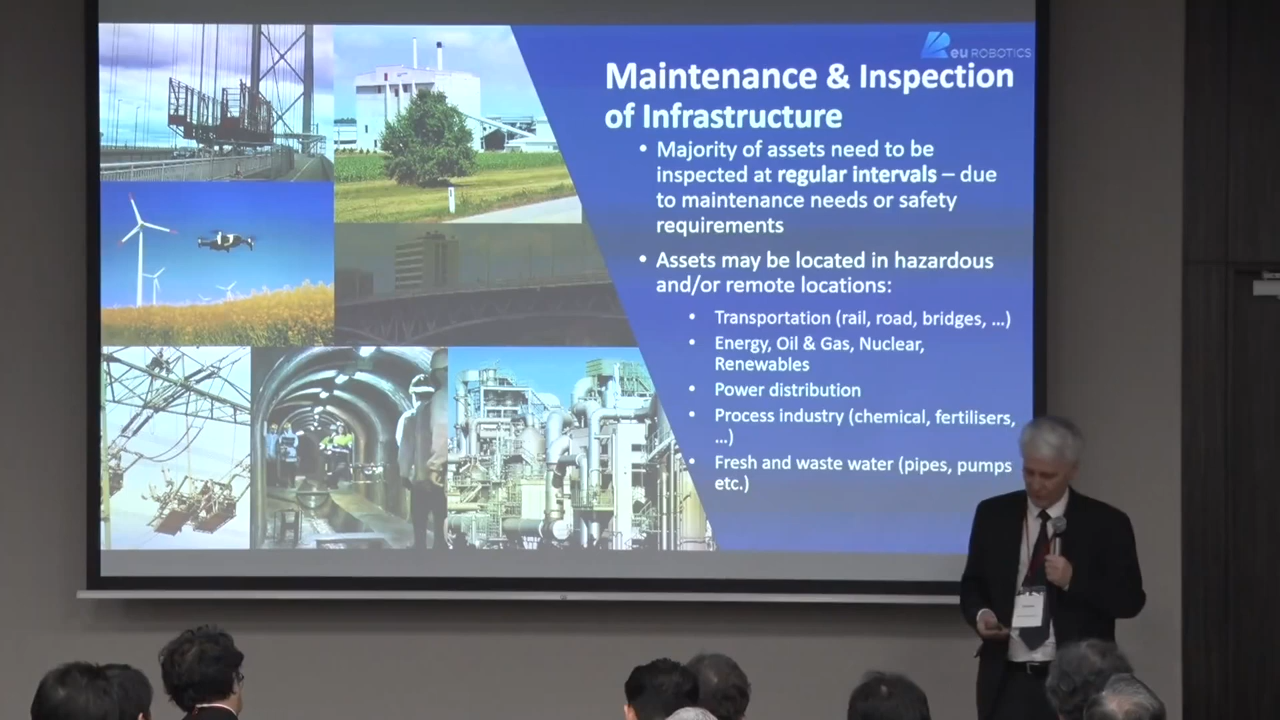 eu ROBOTICS
Maintenance & Inspection
of Infrastructure
• Majority of assets need to be
inspected at regular intervals – due
to maintenance needs or safety
requirements
• Assets may be located in hazardous
and/or remote locations:
• Transportation (rail, road, bridges, ...)
• Energy, Oil & Gas, Nuclear,
Renewables
• Power distribution
• Process industry (chemical, fertilisers,
...)
• Fresh and waste water (pipes, pumps
etc.)